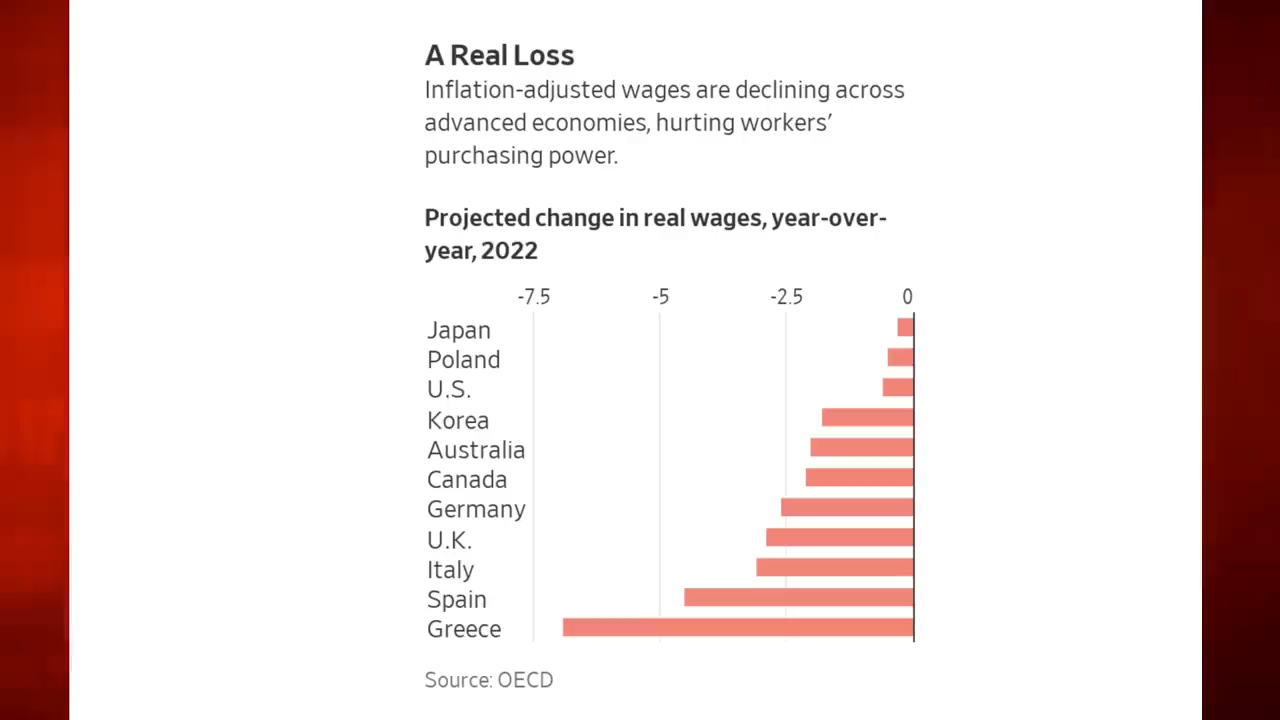 A Real Loss
Inflation-adjusted wages are declining across
advanced economies, hurting workers’
purchasing power.
Projected change in real wages, year-over-
year, 2022
-7.5 -5 -2.5 0
Japan
Poland
U.S.
Korea
Australia
Canada
Germany
U.K.
Italy
Spain
Greece
Source: OECD